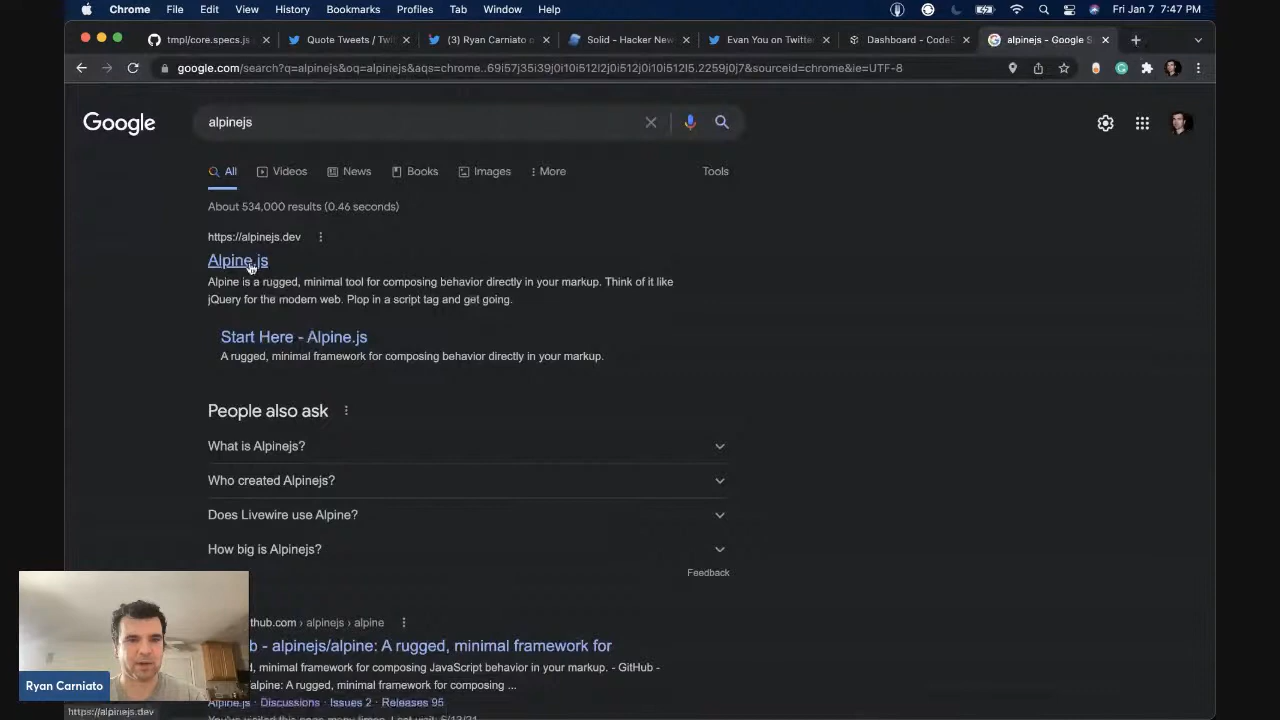 Chrome File Edit View History Bookmarks Profiles Tab Window Help Fri Jan 7 7:47 PM
tmpl/core.specs.js Quote Tweets / Twi (3) Ryan Carniato o Solid - Hacker New Evan You on Twitte Dashboard - CodeS alpinejs - Google S
google.com/search?q=alpinejs&oq=alpinejs&aqs=chrome..69i57j35i39j0i10i512l2j0i512j0i10i512l5.2259j0j7&sourceid=chrome&ie=UTF-8
Google alpinejs
All Videos News Books Images More Tools
About 534,000 results (0.46 seconds)
https://alpinejs.dev
Alpine.js
Alpine is a rugged, minimal tool for composing behavior directly in your markup. Think of it like
jQuery for the modern web. Plop in a script tag and get going.
Start Here - Alpine.js
A rugged, minimal framework for composing behavior directly in your markup.
People also ask
What is Alpinejs?
Who created Alpinejs?
Does Livewire use Alpine?
How big is Alpinejs?
Feedback
thub.com › alpinejs › alpine
b - alpinejs/alpine: A rugged, minimal framework for
d, minimal framework for composing JavaScript behavior in your markup. - GitHub -
alpine: A rugged, minimal framework for composing ...
Alpine.js · Discussions · Issues 2 · Releases 95
Ryan Carniato
https://alpinejs.dev